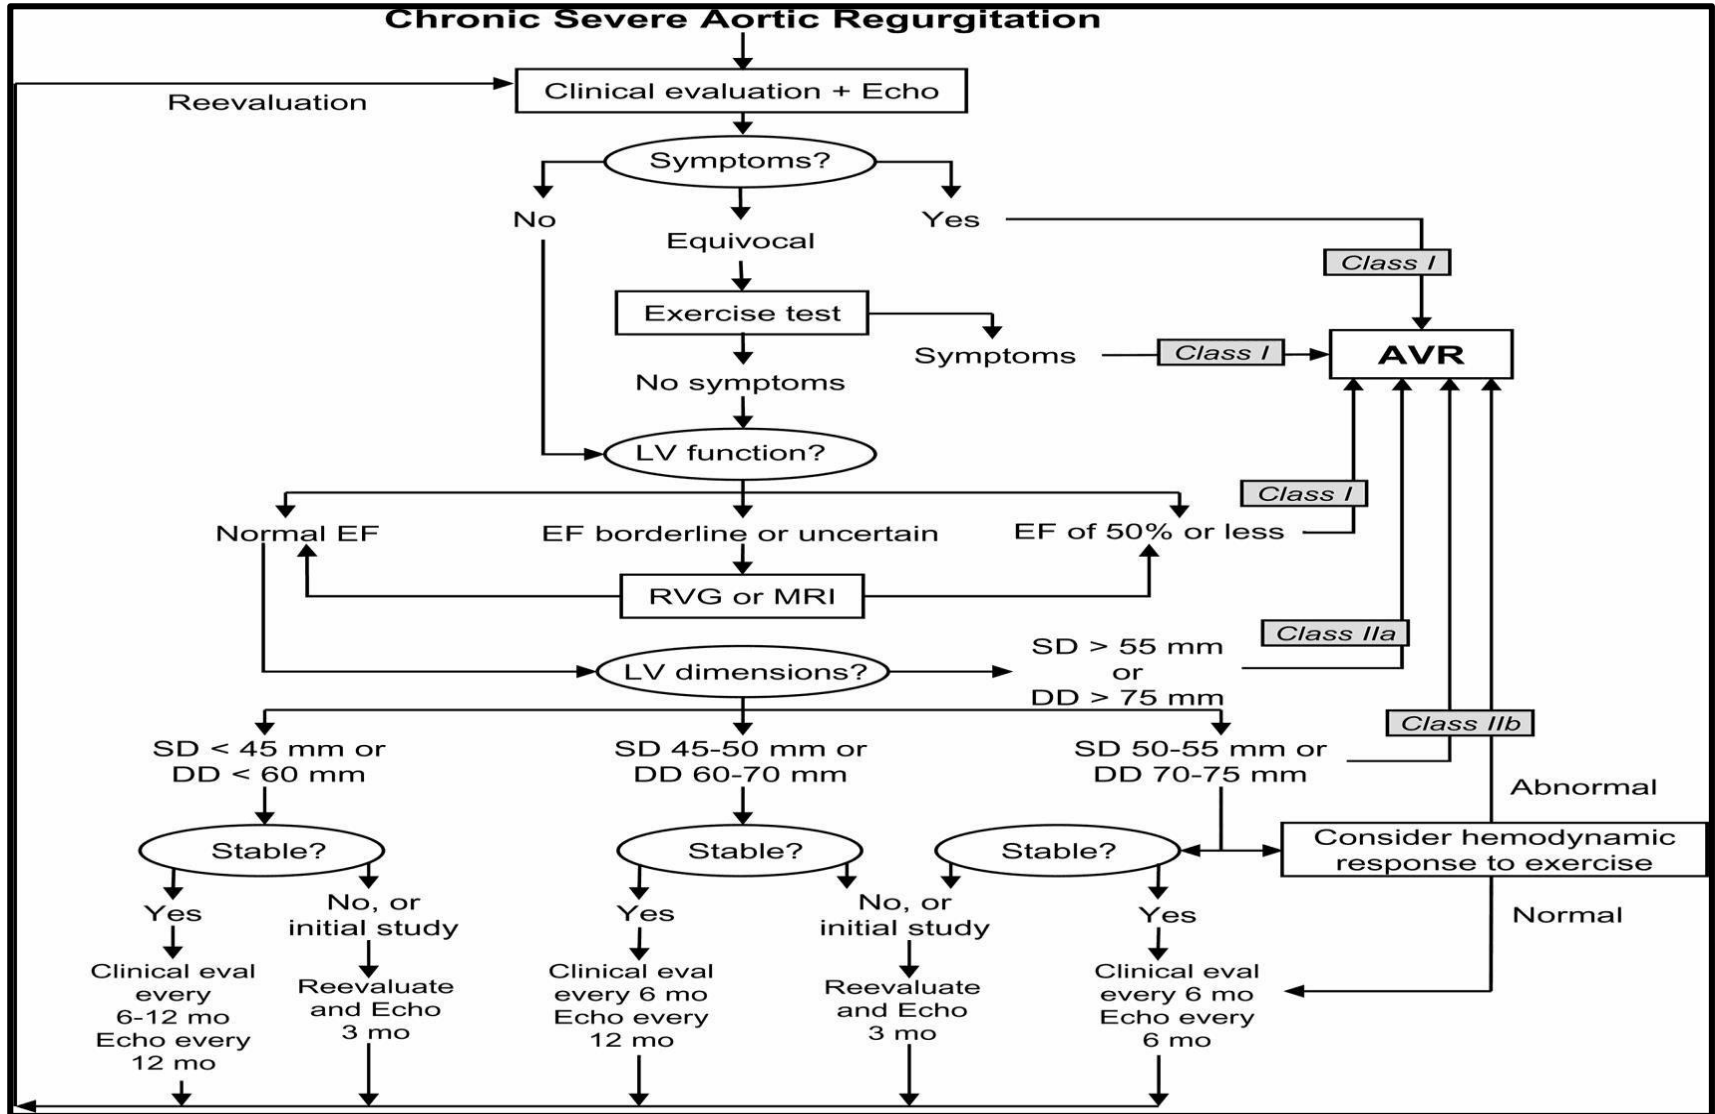 Chronic Severe Aortic Regurgitation
Clinical evaluation + Echo
Reevaluation
Symptoms?
No
Equivocal
Yes
Class I
Exercise test
Symptoms
Class I
AVR
No symptoms
LV function?
Class I
Normal EF
EF borderline or uncertain
EF of 50% or less
RVG or MRI
Class IIa
LV dimensions?
SD > 55 mm
or
DD > 75 mm
Class IIb
SD < 45 mm or
DD < 60 mm
SD 45-50 mm or
DD 60-70 mm
SD 50-55 mm or
DD 70-75 mm
Abnormal
Stable?
Stable?
Stable?
Consider hemodynamic
response to exercise
Yes
No, or
initial study
Yes
No, or
initial study
Yes
Normal
Clinical eval
every
6-12 mo
Echo every
12 mo
Reevaluate
and Echo
3 mo
Clinical eval
every 6 mo
Echo every
12 mo
Reevaluate
and Echo
3 mo
Clinical eval
every 6 mo
Echo every
6 mo